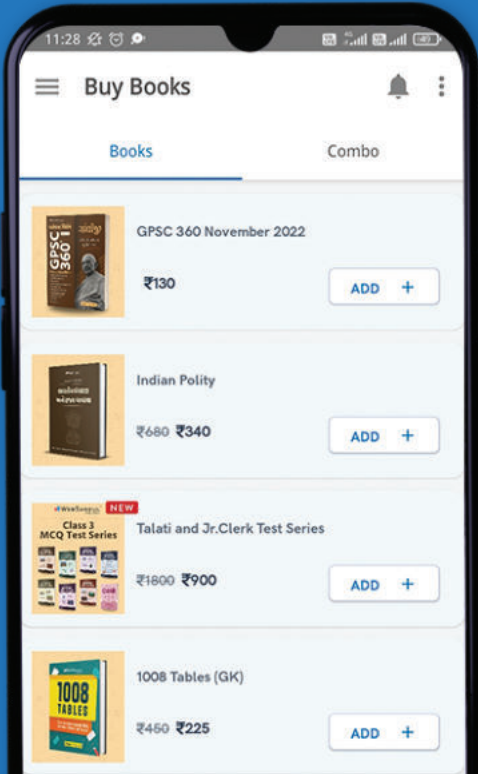 11:28
Buy Books
Books
Combo
GPSC 360
GPSC 360 November 2022
₹130
ADD +
Indian Polity
₹680 ₹340
ADD +
NEW
Class 3
MCQ Test Series
Talati and Jr.Clerk Test Series
₹1800 ₹900
ADD +
1008
TABLES
1008 Tables (GK)
₹450 ₹225
ADD +